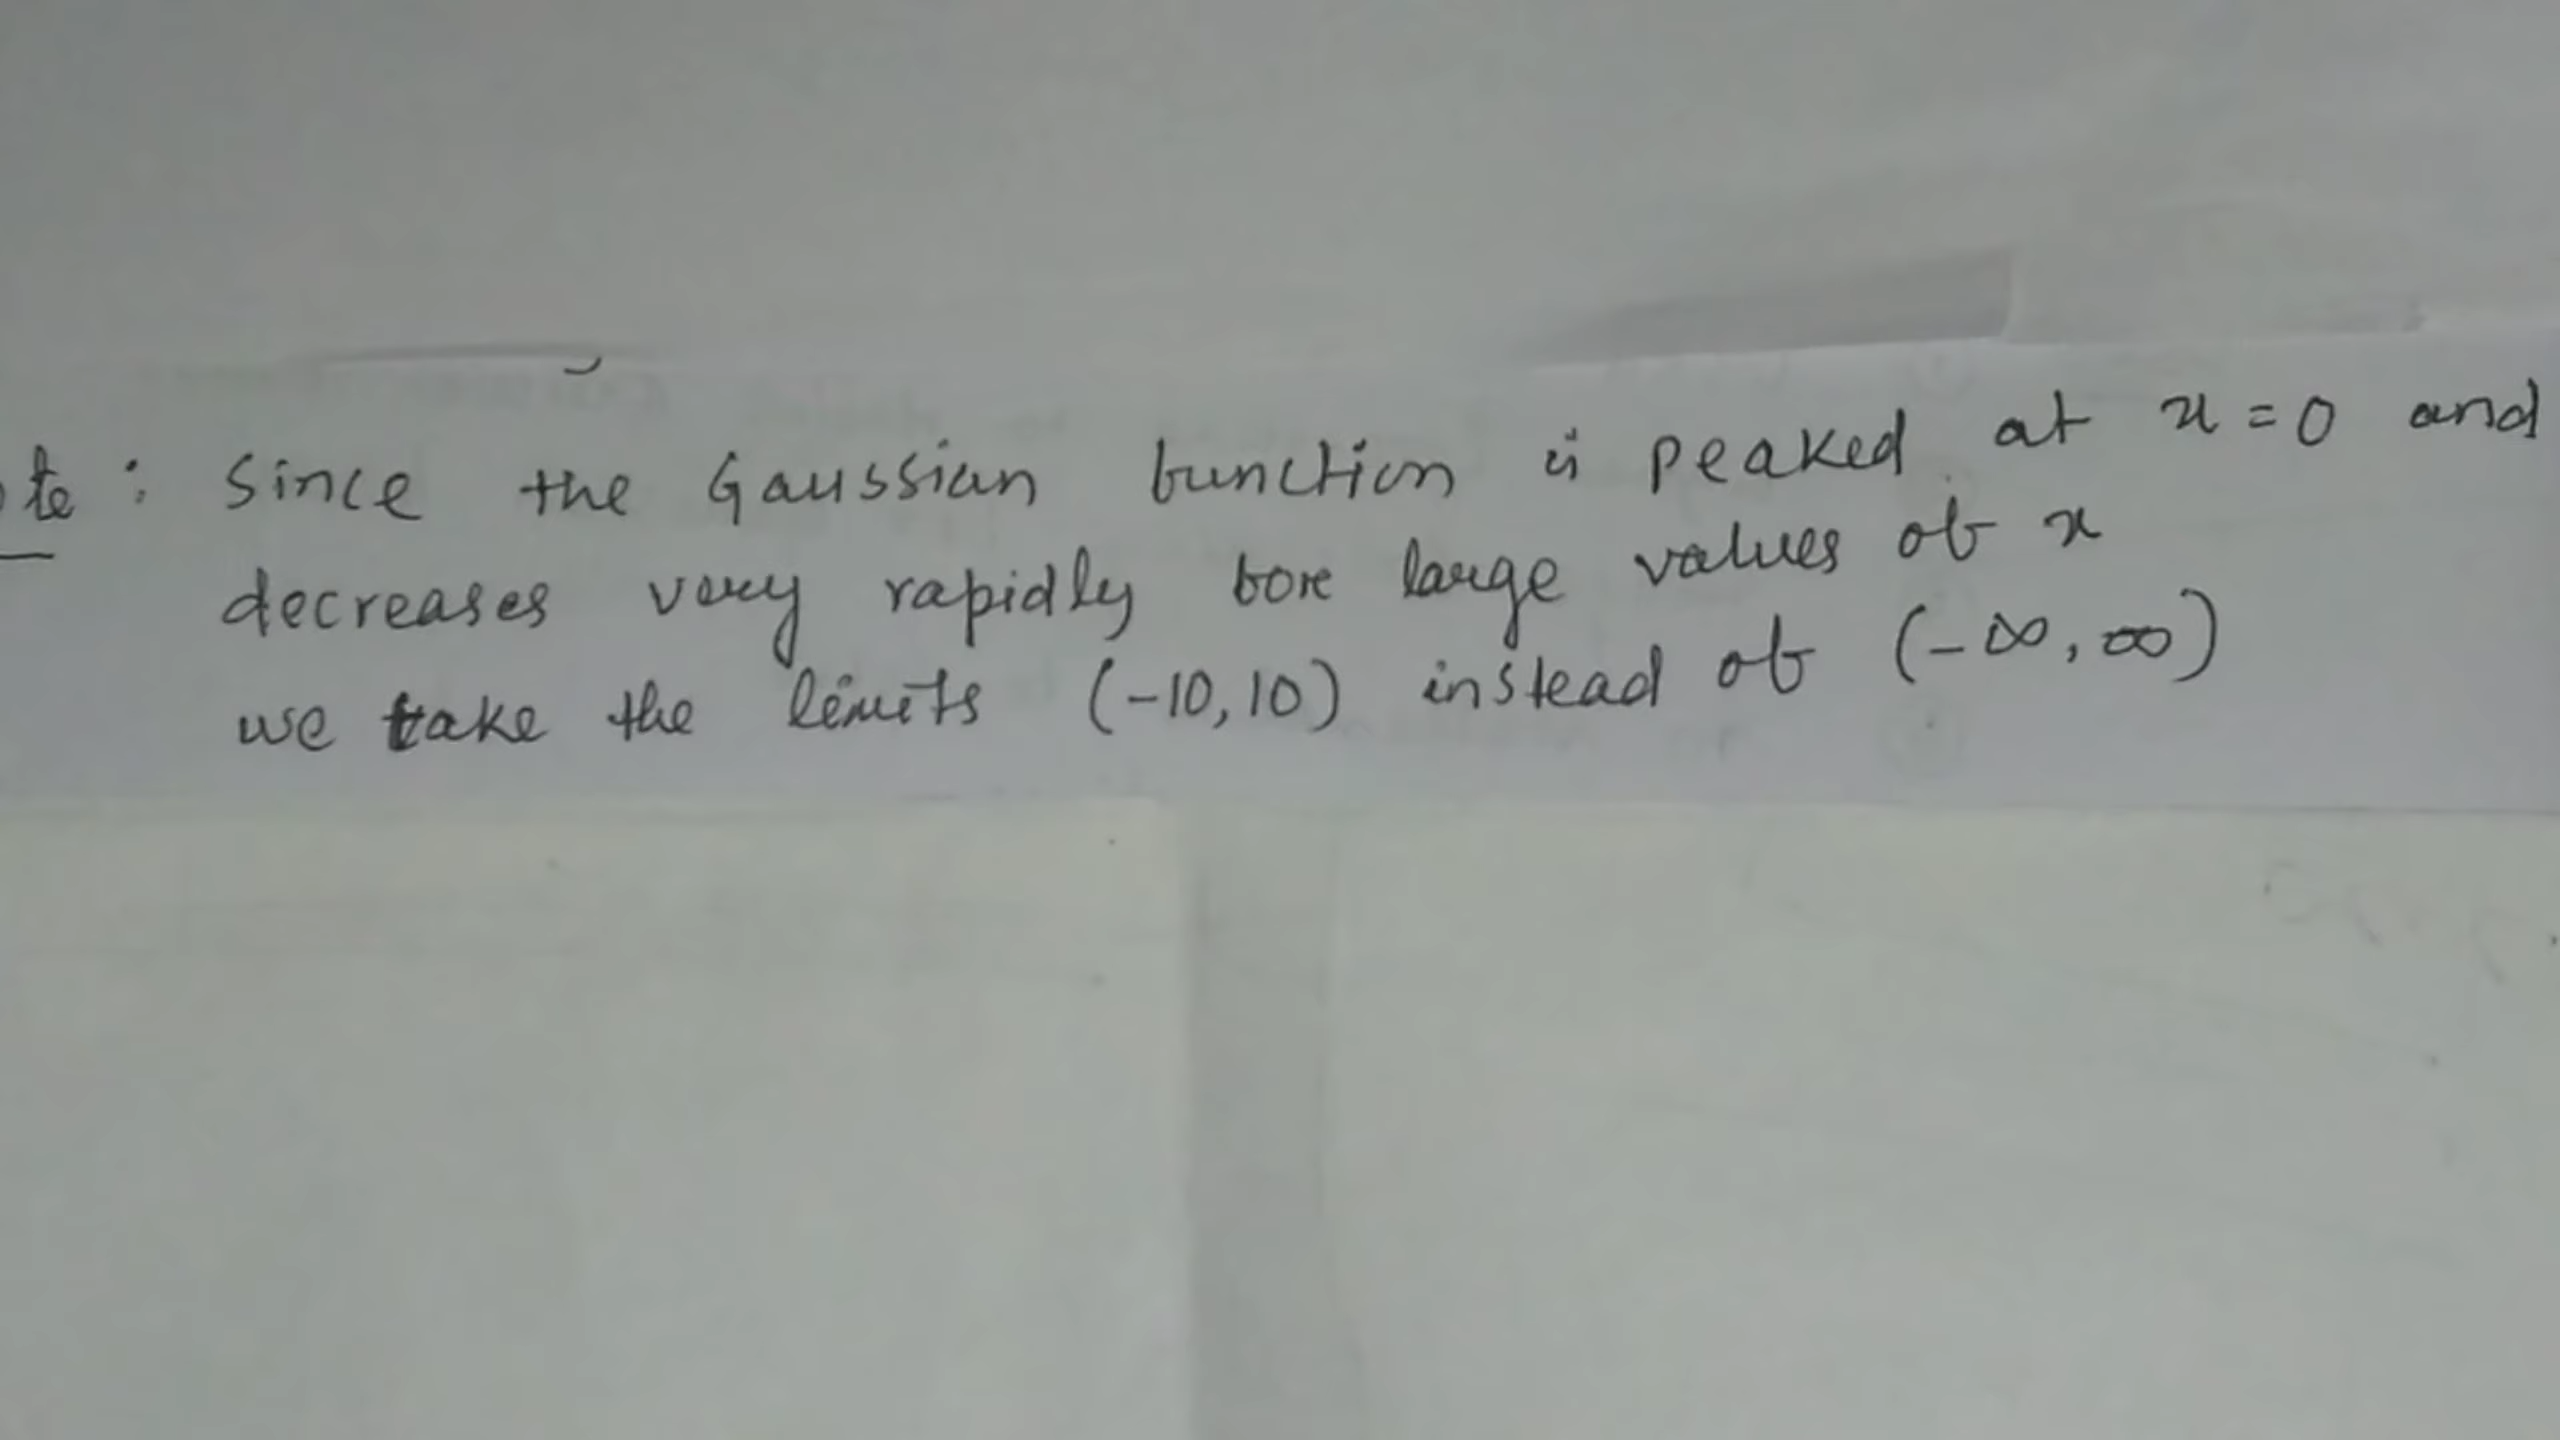 te : Since the Gaussian function is peaked at x = 0 and
decreases very rapidly for large values of x
we take the limits (-10, 10) instead of (-∞, ∞)